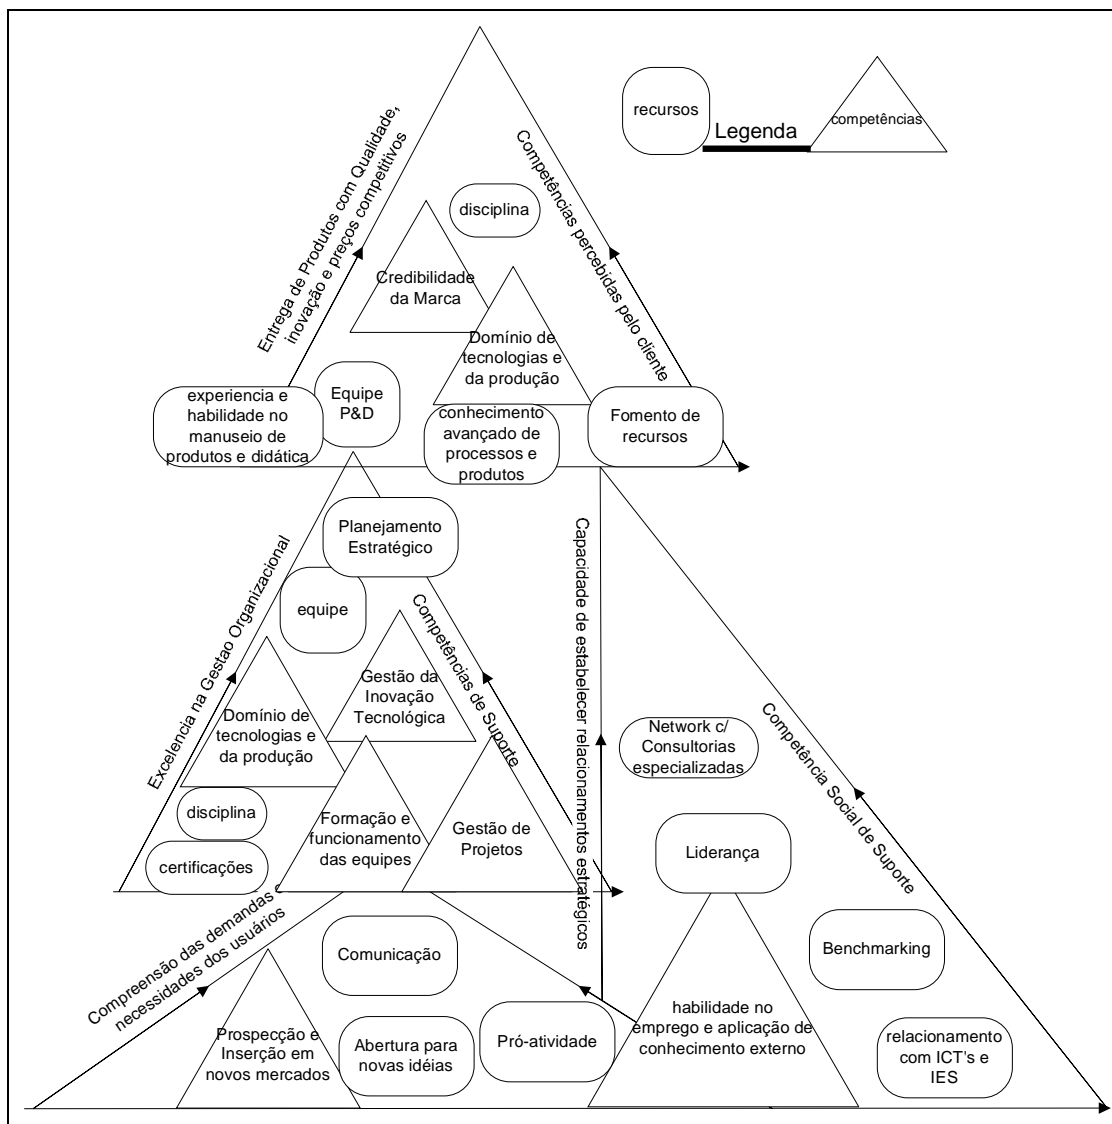 recursos
Legenda
competências
Entrega de Produtos com Qualidade,
inovação e preços competitivos
Competências percebidas pelo cliente
disciplina
Credibilidade
da Marca
Domínio de
tecnologias e
da produção
Equipe
P&D
experiencia e
habilidade no
manuseio de
produtos e didática
conhecimento
avançado de
processos e
produtos
Fomento de
recursos
Planejamento
Estratégico
equipe
Excelencia na Gestao Organizacional
Competências de Suporte
Capacidade de estabelecer relacionamentos estratégicos
Gestão da
Inovação
Tecnológica
Domínio de
tecnologias e
da produção
disciplina
certificações
Formação e
funcionamento
das equipes
Gestão de
Projetos
Network c/
Consultorias
especializadas
Competência Social de Suporte
Liderança
Compreensão das demandas e
necessidades dos usuários
Comunicação
Benchmarking
Prospecção e
Inserção em
novos mercados
Abertura para
novas idéias
Pró-atividade
habilidade no
emprego e aplicação de
conhecimento externo
relacionamento
com ICT's e
IES